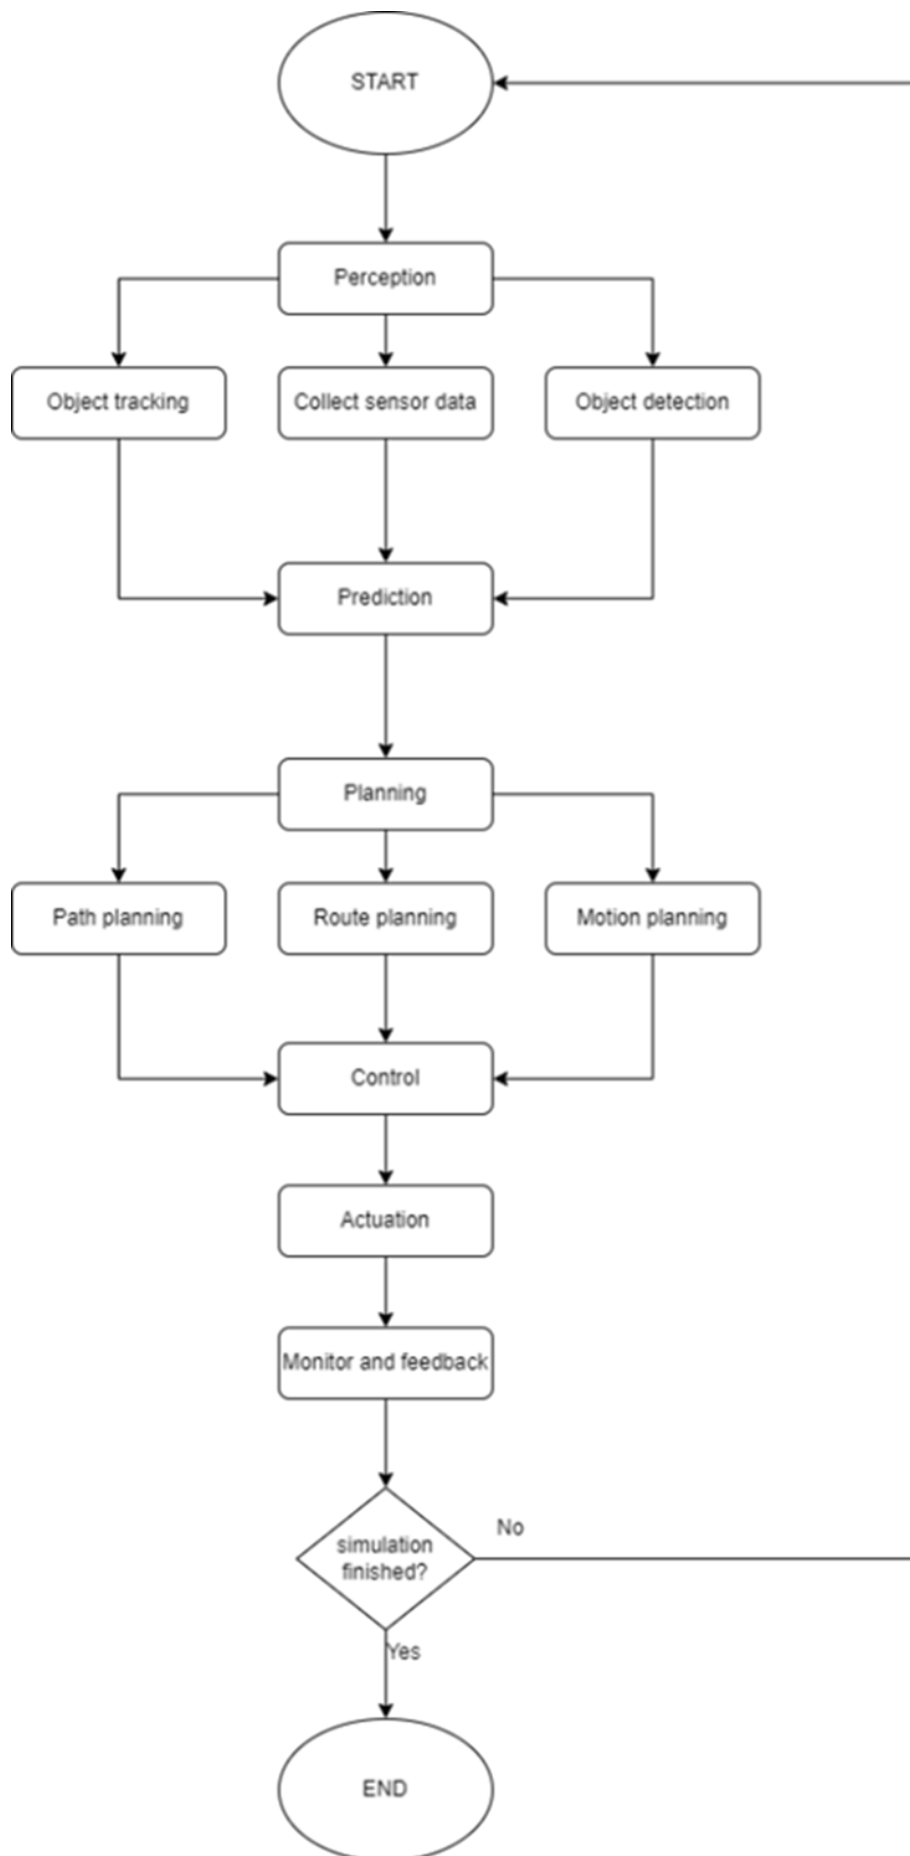 START
Perception
Object tracking
Collect sensor data
Object detection
Prediction
Planning
Path planning
Route planning
Motion planning
Control
Actuation
Monitor and feedback
simulation
finished?
No
Yes
END